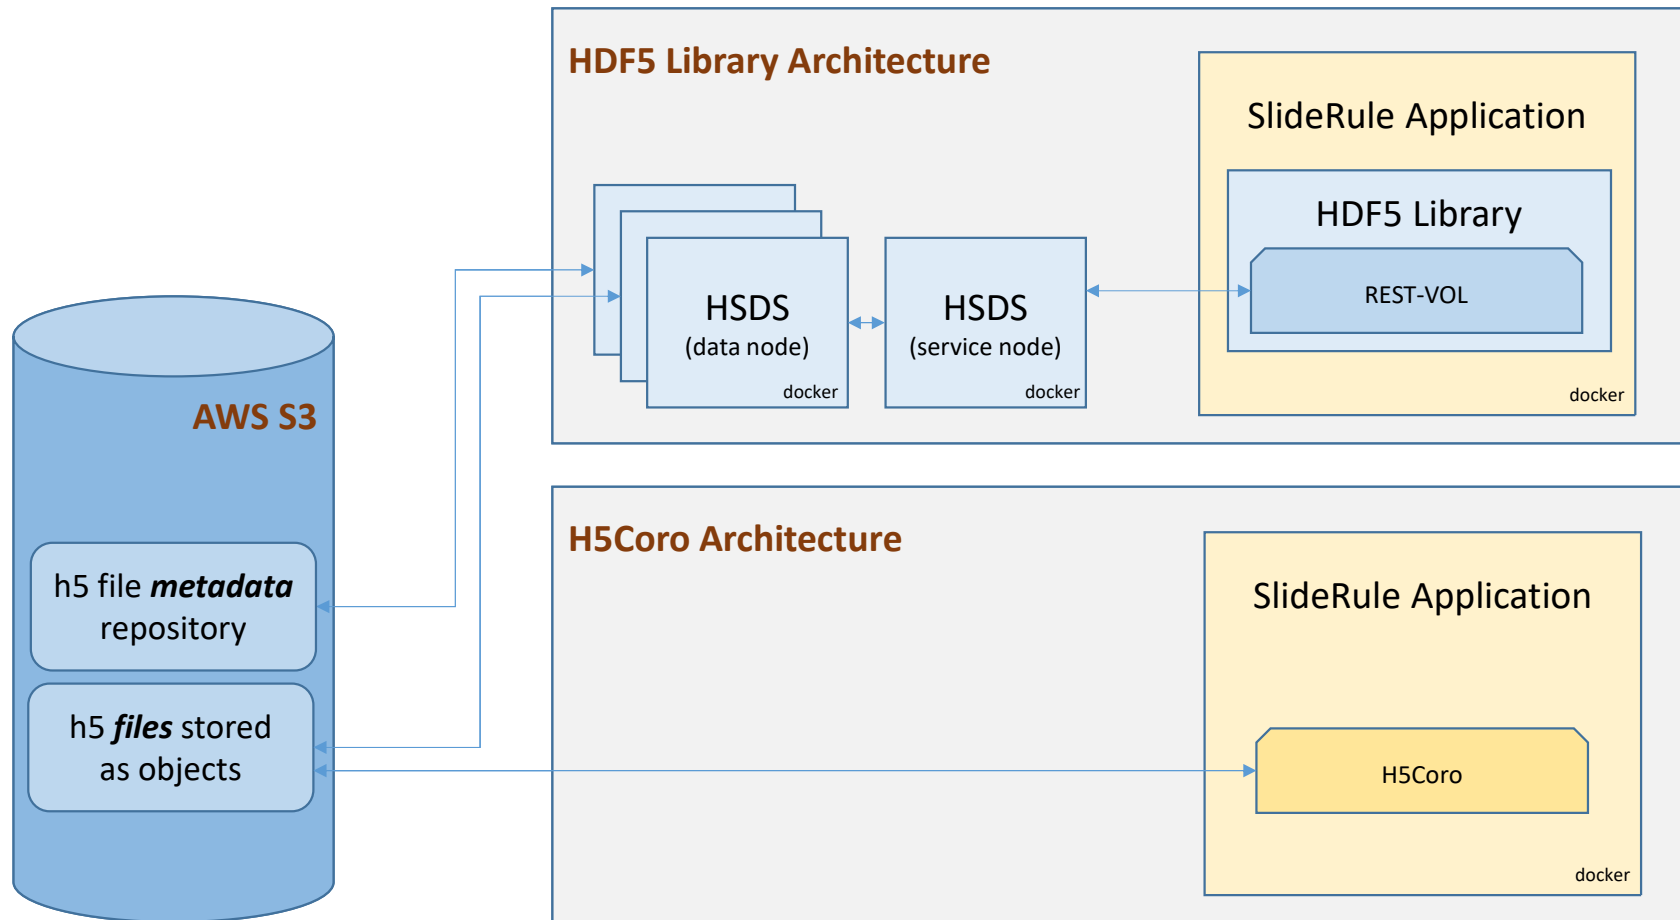 HDF5 Library Architecture
SlideRule Application
HDF5 Library
REST-VOL
docker
HSDS
(data node)
docker
HSDS
(service node)
docker
AWS S3
h5 file metadata
repository
h5 files stored
as objects
H5Coro Architecture
SlideRule Application
H5Coro
docker